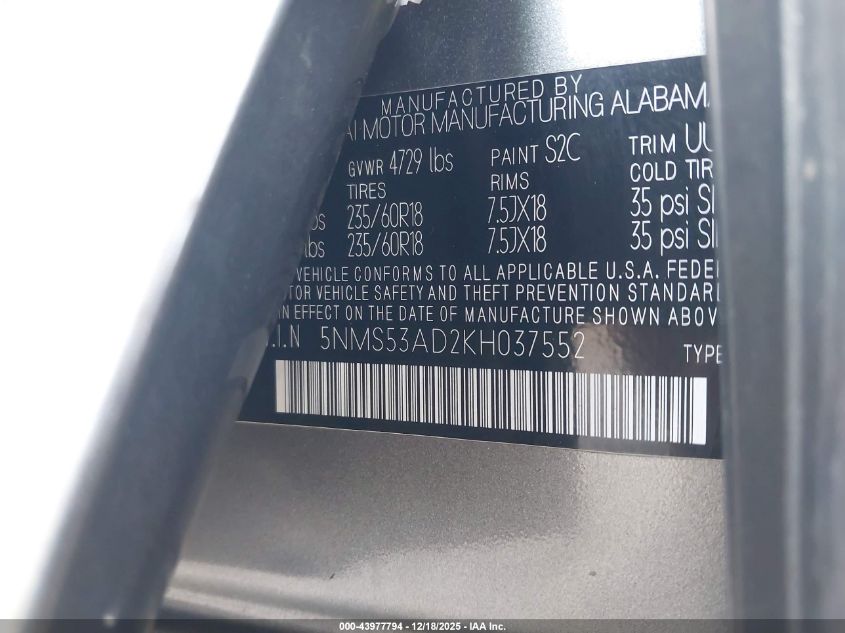 MANUFACTURED BY
AI MOTOR MANUFACTURING ALABAMA
GVWR 4729 lbs PAINT S2C TRIM UU
TIRES RIMS COLD TIR
bs 235/60R18 7.5JX18 35 psi SI
lbs 235/60R18 7.5JX18 35 psi SI
VEHICLE CONFORMS TO ALL APPLICABLE U.S.A. FEDE
TOR VEHICLE SAFETY AND THEFT PREVENTION STANDAR
IN EFFECT ON THE DATE OF MANUFACTURE SHOWN ABOV
.I.N 5NMS53AD2KH037552 TYPE
000-43977794 - 12/18/2025 - IAA Inc.